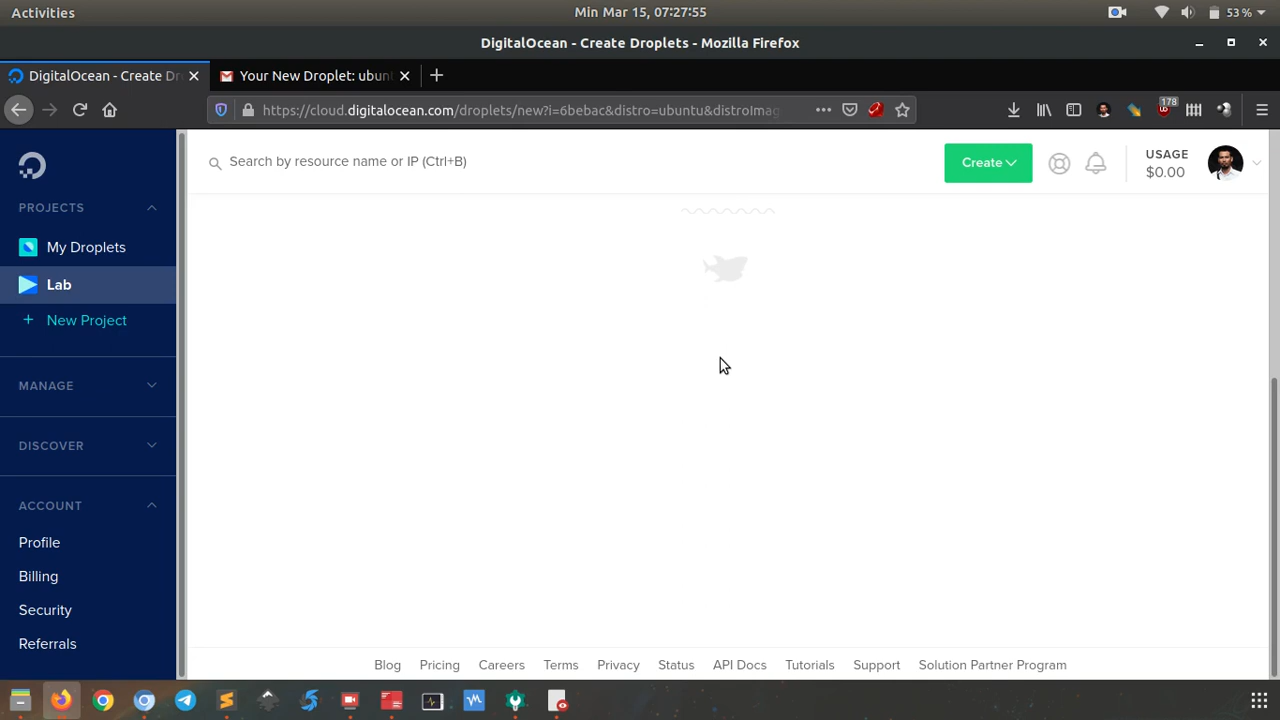 Activities
Min Mar 15, 07:27:55
53 %
DigitalOcean - Create Droplets - Mozilla Firefox
DigitalOcean - Create Dr
Your New Droplet: ubun
https://cloud.digitalocean.com/droplets/new?i=6bebac&distro=ubuntu&distroImag
178
Search by resource name or IP (Ctrl+B)
Create
USAGE
$0.00
PROJECTS
My Droplets
Lab
+ New Project
MANAGE
DISCOVER
ACCOUNT
Profile
Billing
Security
Referrals
Blog Pricing Careers Terms Privacy Status API Docs Tutorials Support Solution Partner Program